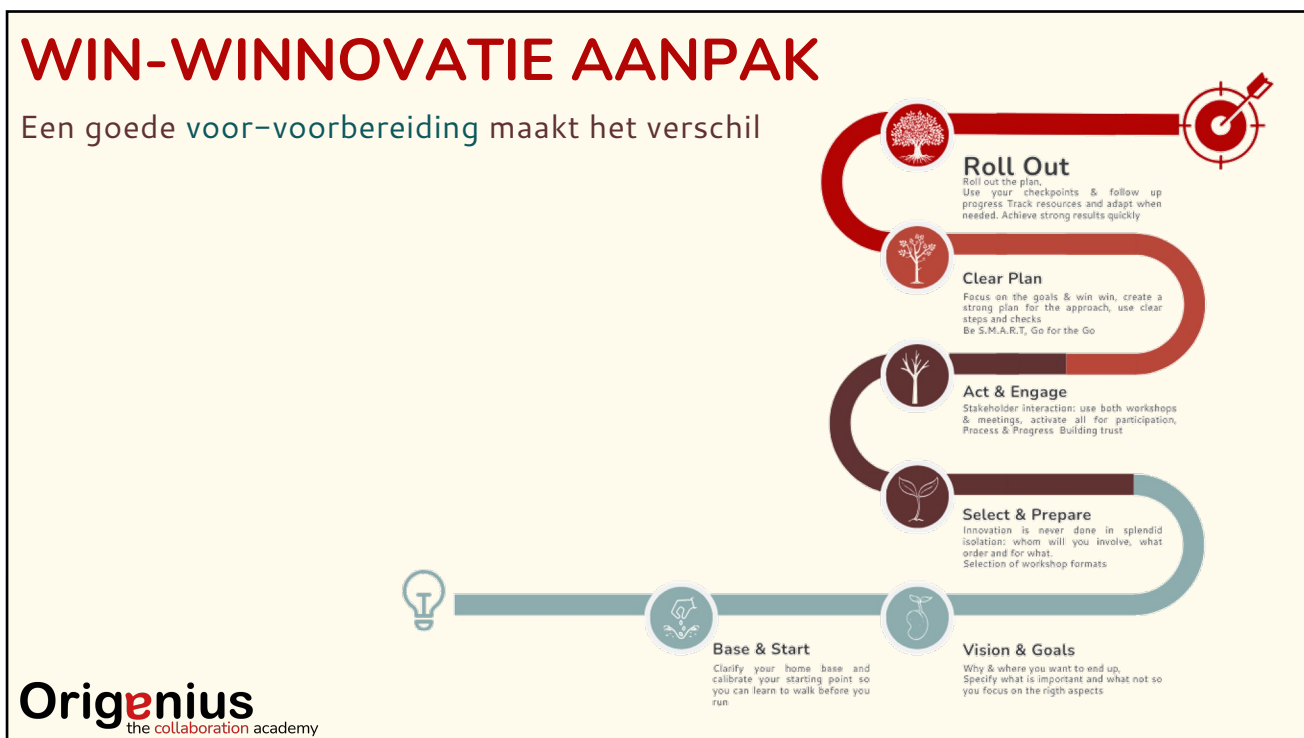 WIN-WINNOVATIE AANPAK
Een goede voor-voorbereiding maakt het verschil
Roll Out
Roll out the plan,
Use your checkpoints & follow up
progress Track resources and adapt when
needed. Achieve strong results quickly
Clear Plan
Focus on the goals & win win, create a
strong plan for the approach, use clear
steps and checks
Be S.M.A.R.T, Go for the Go
Act & Engage
Stakeholder interaction: use both workshops
& meetings, activate all for participation,
Process & Progress Building trust
Select & Prepare
Innovation is never done in splendid
isolation: whom will you involve, what
order and for what.
Selection of workshop formats
Base & Start
Clarify your home base and
calibrate your starting point so
you can learn to walk before you
run
Vision & Goals
Why & where you want to end up,
Specify what is important and what not so
you focus on the rigth aspects
Origenius
the collaboration academy